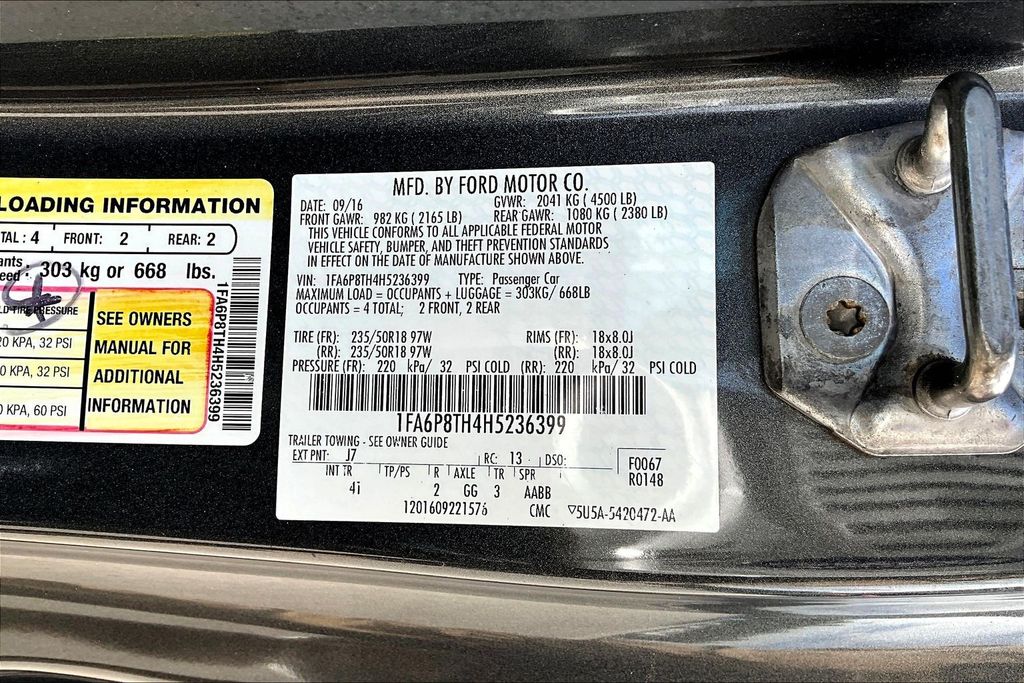 LOADING INFORMATION
TAL : 4 FRONT: 2 REAR: 2
ants
eed. 303 kg or 668 lbs.
LD TIRE PRESSURE
20 KPA, 32 PSI
0 KPA, 32 PSI
0 KPA, 60 PSI
SEE OWNERS
MANUAL FOR
ADDITIONAL
INFORMATION
1FA6P8TH4H5236399
MFD. BY FORD MOTOR CO.
DATE: 09/16 GVWR: 2041 KG ( 4500 LB)
FRONT GAWR: 982 KG ( 2165 LB) REAR GAWR: 1080 KG ( 2380 LB)
THIS VEHICLE CONFORMS TO ALL APPLICABLE FEDERAL MOTOR
VEHICLE SAFETY, BUMPER, AND THEFT PREVENTION STANDARDS
IN EFFECT ON THE DATE OF MANUFACTURE SHOWN ABOVE.
VIN: 1FA6P8TH4H5236399 TYPE: Passenger Car
MAXIMUM LOAD = OCCUPANTS + LUGGAGE = 303KG/ 668LB
OCCUPANTS = 4 TOTAL; 2 FRONT, 2 REAR
TIRE (FR): 235/50R18 97W RIMS (FR): 18x8.0J
(RR): 235/50R18 97W (RR): 18x8.0J
PRESSURE (FR): 220 kPa/ 32 PSI COLD (RR): 220 kPa/ 32 PSI COLD
1FA6P8TH4H5236399
TRAILER TOWING - SEE OWNER GUIDE
EXT PNT: J7 RC: 13 DSO:
F0067
R0148
INT TR TP/PS R AXLE TR SPR
4i 2 GG 3 AABB
1201609221576 CMC ▽5U5A-5420472-AA